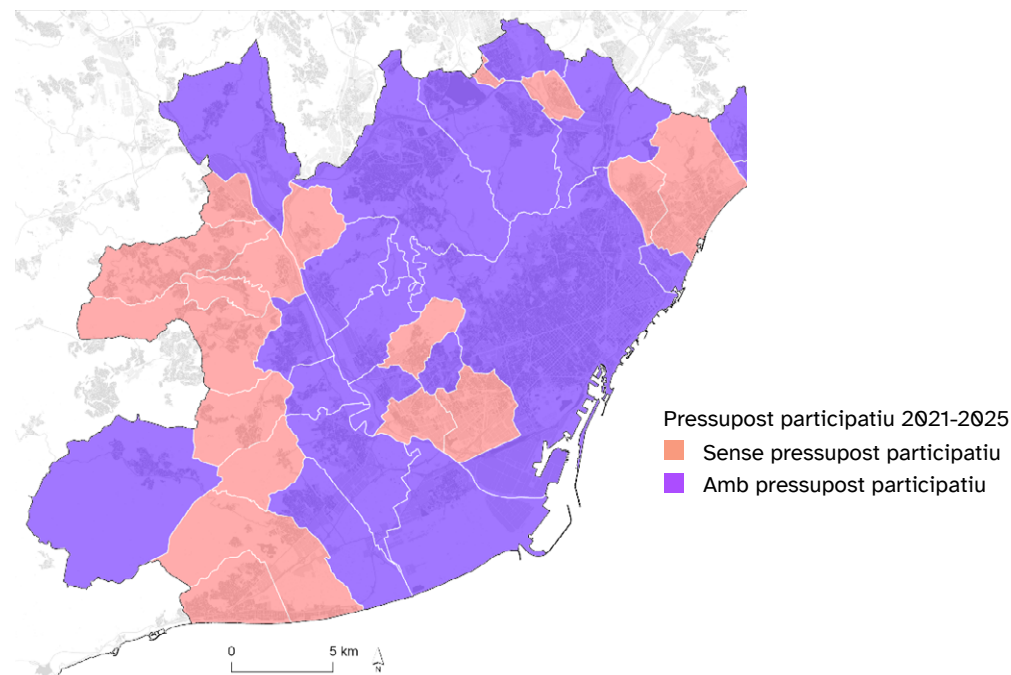 Pressupost participatiu 2021-2025
Sense pressupost participatiu
Amb pressupost participatiu
0 5 km
N